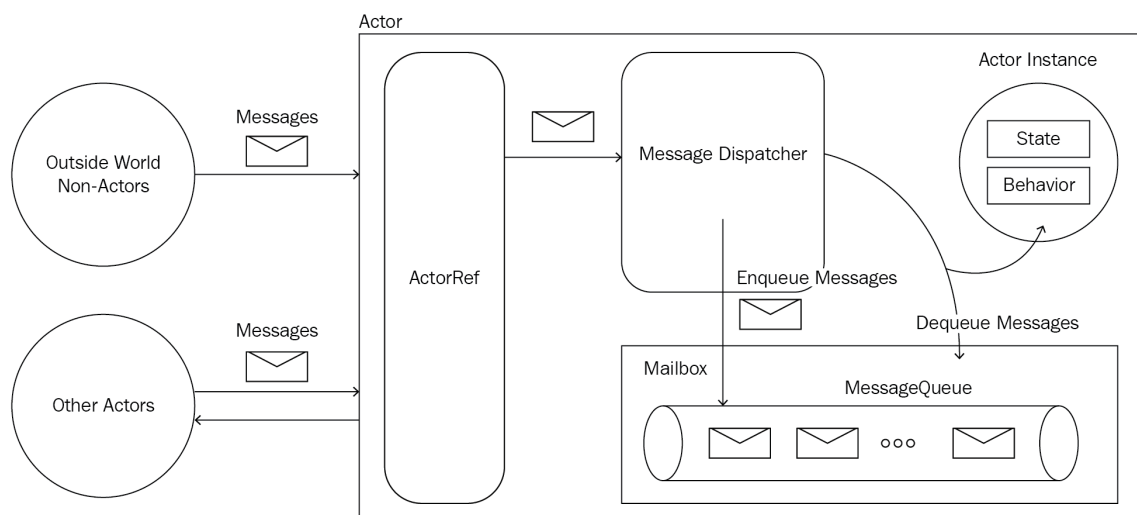 Actor
Actor Instance
Messages
State
Outside World
Non-Actors
Message Dispatcher
Behavior
ActorRef
Enqueue Messages
Messages
Dequeue Messages
Mailbox
MessageQueue
Other Actors